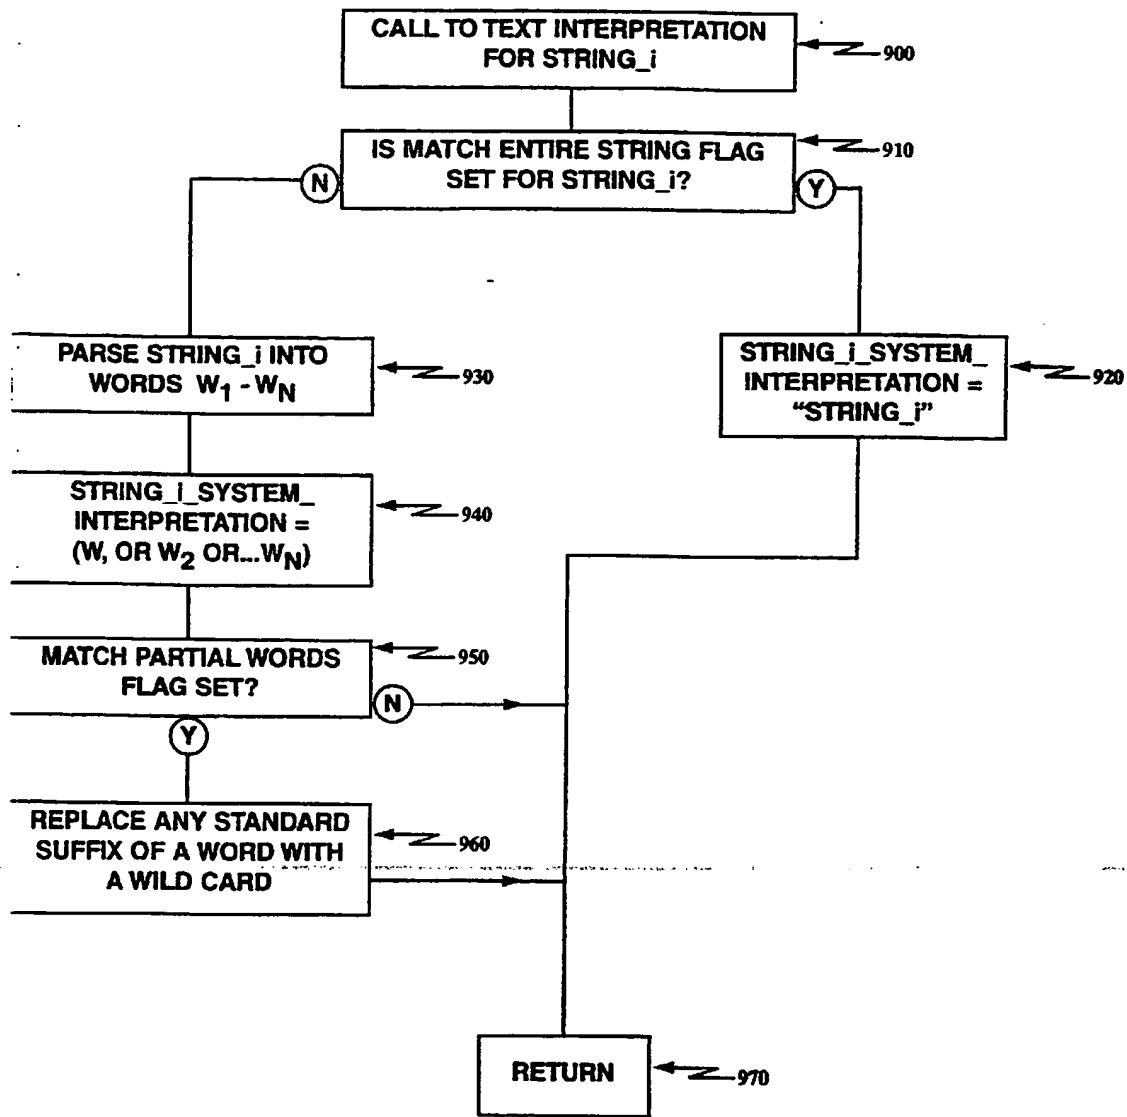 CALL TO TEXT INTERPRETATION
FOR STRING_i
900
IS MATCH ENTIRE STRING FLAG
SET FOR STRING_i?
910
N
Y
PARSE STRING_i INTO
WORDS W1 - WN
930
STRING_i_SYSTEM_
INTERPRETATION =
“STRING_i”
920
STRING_i_SYSTEM_
INTERPRETATION =
(W, OR W2 OR...WN)
940
MATCH PARTIAL WORDS
FLAG SET?
950
N
Y
REPLACE ANY STANDARD
SUFFIX OF A WORD WITH
A WILD CARD
960
RETURN
970